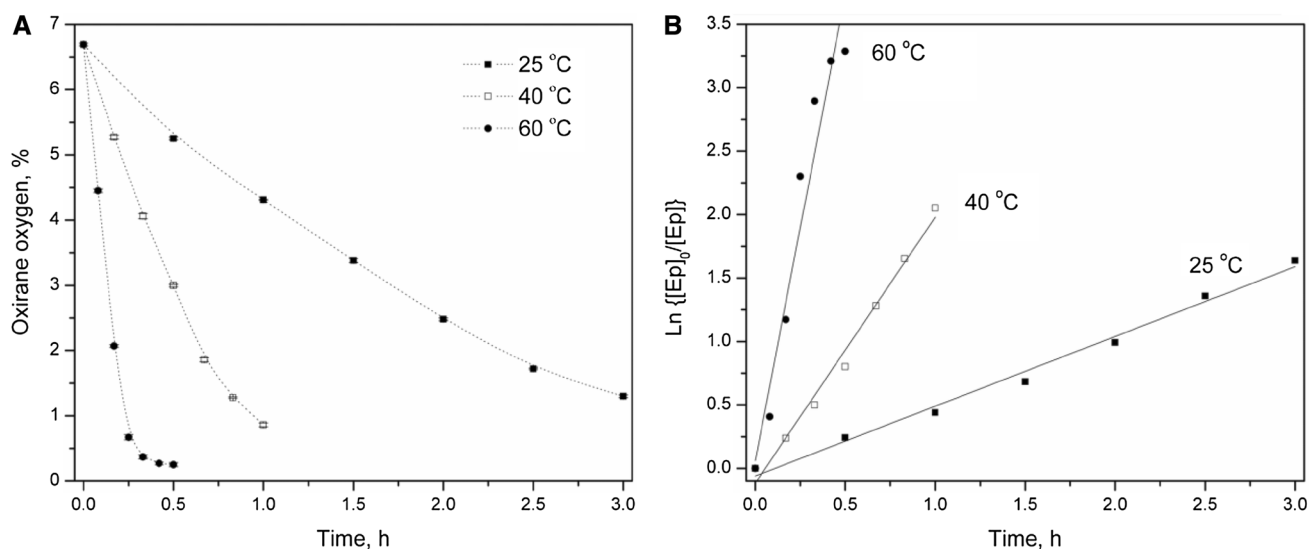 A
7
6
5
4
3
2
1
0
Oxirane oxygen, %
25 °C
40 °C
60 °C
0.0 0.5 1.0 1.5 2.0 2.5 3.0
Time, h
B
3.5
3.0
2.5
2.0
1.5
1.0
0.5
0.0
Ln {[Ep]₀/[Ep]}
60 °C
40 °C
25 °C
0.0 0.5 1.0 1.5 2.0 2.5 3.0
Time, h